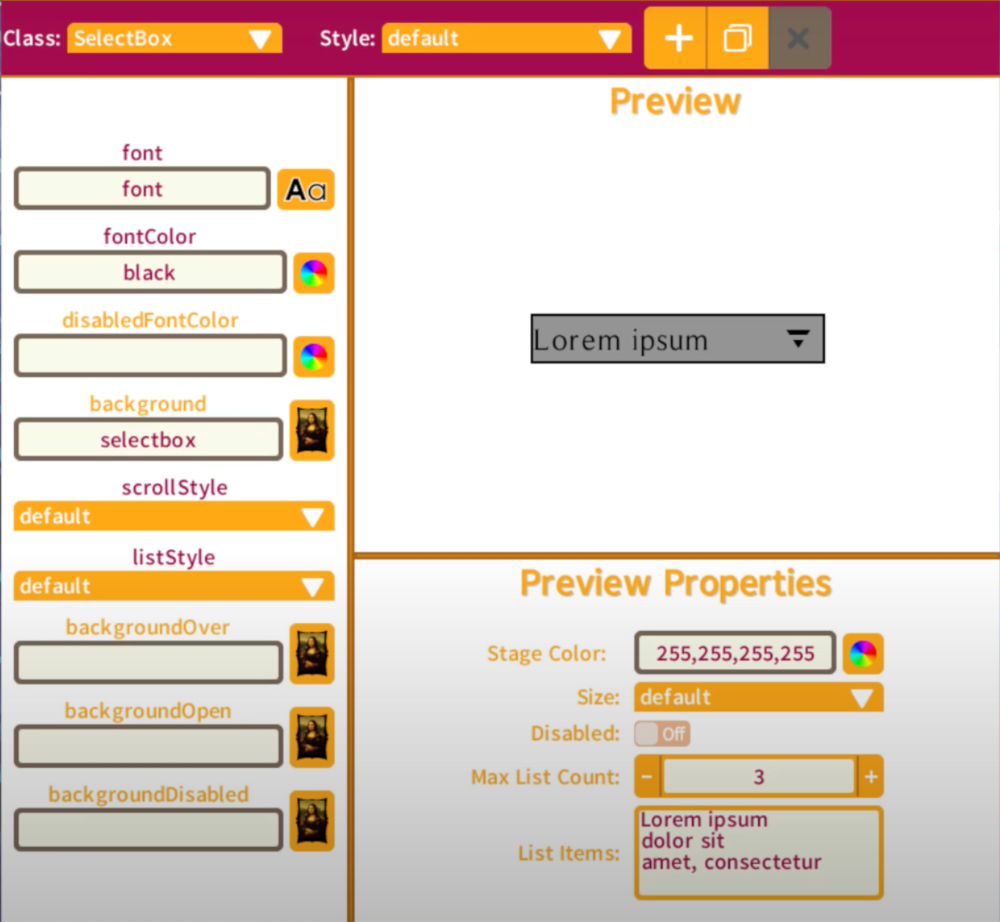 Class: SelectBox Style: default
font
font Aa
fontColor
black
disabledFontColor
background
selectbox
scrollStyle
default
listStyle
default
backgroundOver
backgroundOpen
backgroundDisabled
Preview
Lorem ipsum
Preview Properties
Stage Color: 255,255,255,255
Size: default
Disabled: Off
Max List Count: - 3 +
List Items:
Lorem ipsum
dolor sit
amet, consectetur